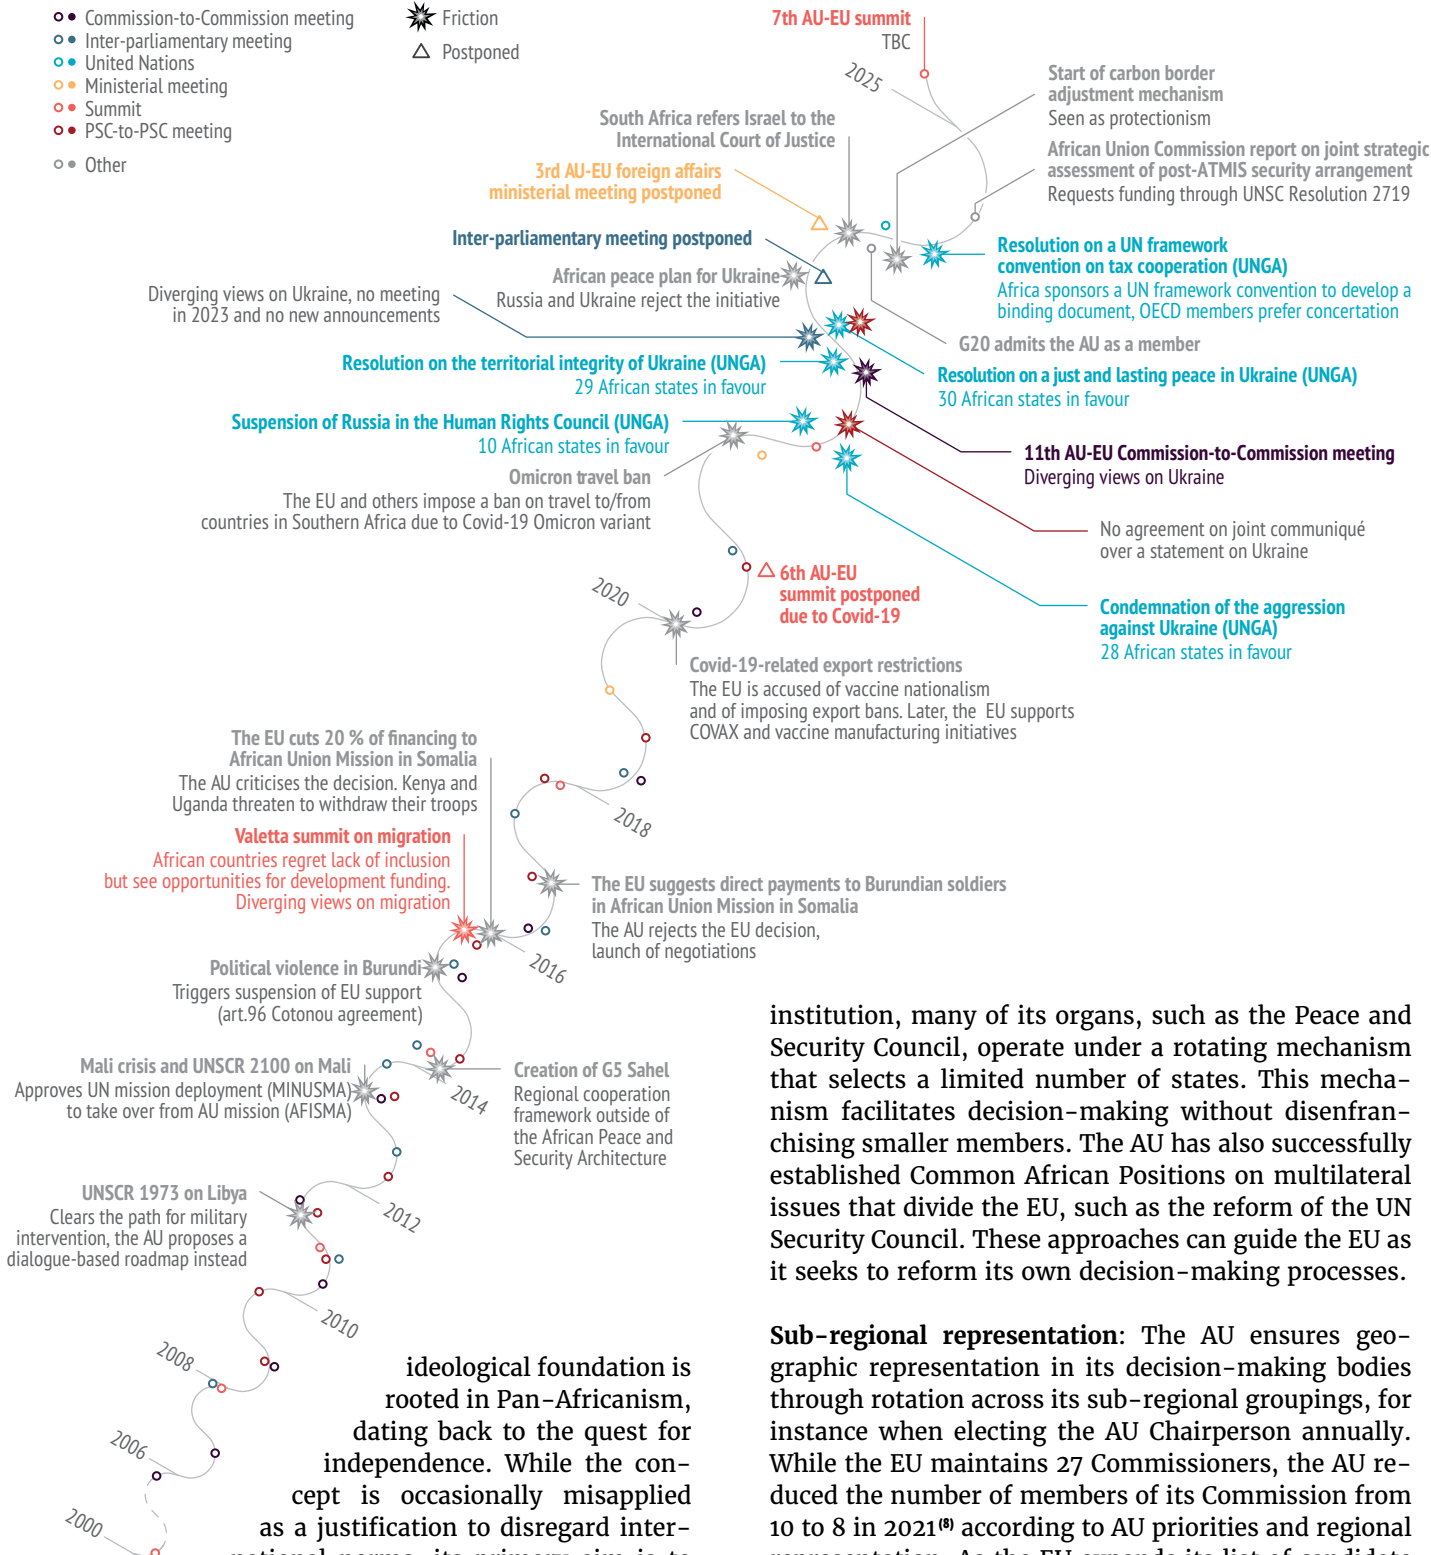 Commission-to-Commission meeting
Inter-parliamentary meeting
United Nations
Ministerial meeting
Summit
PSC-to-PSC meeting
Other
Friction
Postponed
7th AU-EU summit
TBC
2025
Start of carbon border
adjustment mechanism
Seen as protectionism
South Africa refers Israel to the
International Court of Justice
African Union Commission report on joint strategic
assessment of post-ATMIS security arrangement
Requests funding through UNSC Resolution 2719
3rd AU-EU foreign affairs
ministerial meeting postponed
Inter-parliamentary meeting postponed
Resolution on a UN framework
convention on tax cooperation (UNGA)
Africa sponsors a UN framework convention to develop a
binding document, OECD members prefer concertation
African peace plan for Ukraine
Russia and Ukraine reject the initiative
Diverging views on Ukraine, no meeting
in 2023 and no new announcements
G20 admits the AU as a member
Resolution on the territorial integrity of Ukraine (UNGA)
29 African states in favour
Resolution on a just and lasting peace in Ukraine (UNGA)
30 African states in favour
Suspension of Russia in the Human Rights Council (UNGA)
10 African states in favour
11th AU-EU Commission-to-Commission meeting
Diverging views on Ukraine
Omicron travel ban
The EU and others impose a ban on travel to/from
countries in Southern Africa due to Covid-19 Omicron variant
No agreement on joint communiqué
over a statement on Ukraine
6th AU-EU
summit postponed
due to Covid-19
2020
Condemnation of the aggression
against Ukraine (UNGA)
28 African states in favour
Covid-19-related export restrictions
The EU is accused of vaccine nationalism
and of imposing export bans. Later, the EU supports
COVAX and vaccine manufacturing initiatives
The EU cuts 20 % of financing to
African Union Mission in Somalia
The AU criticises the decision. Kenya and
Uganda threaten to withdraw their troops
2018
Valetta summit on migration
African countries regret lack of inclusion
but see opportunities for development funding.
Diverging views on migration
The EU suggests direct payments to Burundian soldiers
in African Union Mission in Somalia
The AU rejects the EU decision,
launch of negotiations
2016
Political violence in Burundi
Triggers suspension of EU support
(art.96 Cotonou agreement)
Mali crisis and UNSCR 2100 on Mali
Approves UN mission deployment (MINUSMA)
to take over from AU mission (AFISMA)
2014
Creation of G5 Sahel
Regional cooperation
framework outside of
the African Peace and
Security Architecture
UNSCR 1973 on Libya
Clears the path for military
intervention, the AU proposes a
dialogue-based roadmap instead
2012
2010
2008
2006
2000
ideological foundation is
rooted in Pan-Africanism,
dating back to the quest for
independence. While the con-
cept is occasionally misapplied
as a justification to disregard inter-
national norms, its primary aim is to
institution, many of its organs, such as the Peace and
Security Council, operate under a rotating mechanism
that selects a limited number of states. This mecha-
nism facilitates decision-making without disenfran-
chising smaller members. The AU has also successfully
established Common African Positions on multilateral
issues that divide the EU, such as the reform of the UN
Security Council. These approaches can guide the EU as
it seeks to reform its own decision-making processes.
Sub-regional representation: The AU ensures geo-
graphic representation in its decision-making bodies
through rotation across its sub-regional groupings, for
instance when electing the AU Chairperson annually.
While the EU maintains 27 Commissioners, the AU re-
duced the number of members of its Commission from
10 to 8 in 2021(8) according to AU priorities and regional
representation. As the EU expands its list of candidate